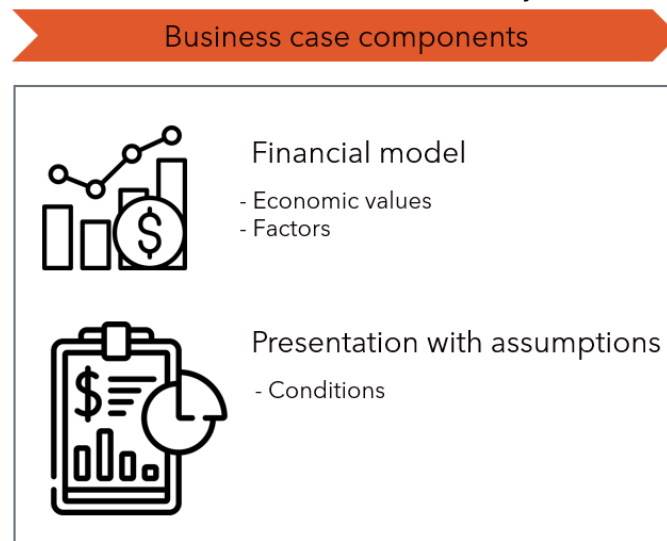 Business case components
Financial model
- Economic values
- Factors
$
Presentation with assumptions
$
- Conditions